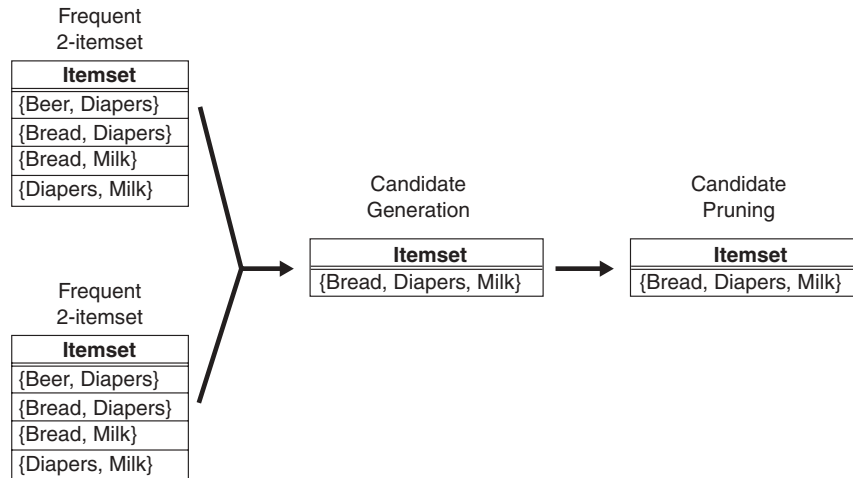 Frequent
2-itemset
Itemset
{Beer, Diapers}
{Bread, Diapers}
{Bread, Milk}
{Diapers, Milk}
Candidate
Generation
Itemset
{Bread, Diapers, Milk}
Candidate
Pruning
Itemset
{Bread, Diapers, Milk}
Frequent
2-itemset
Itemset
{Beer, Diapers}
{Bread, Diapers}
{Bread, Milk}
{Diapers, Milk}